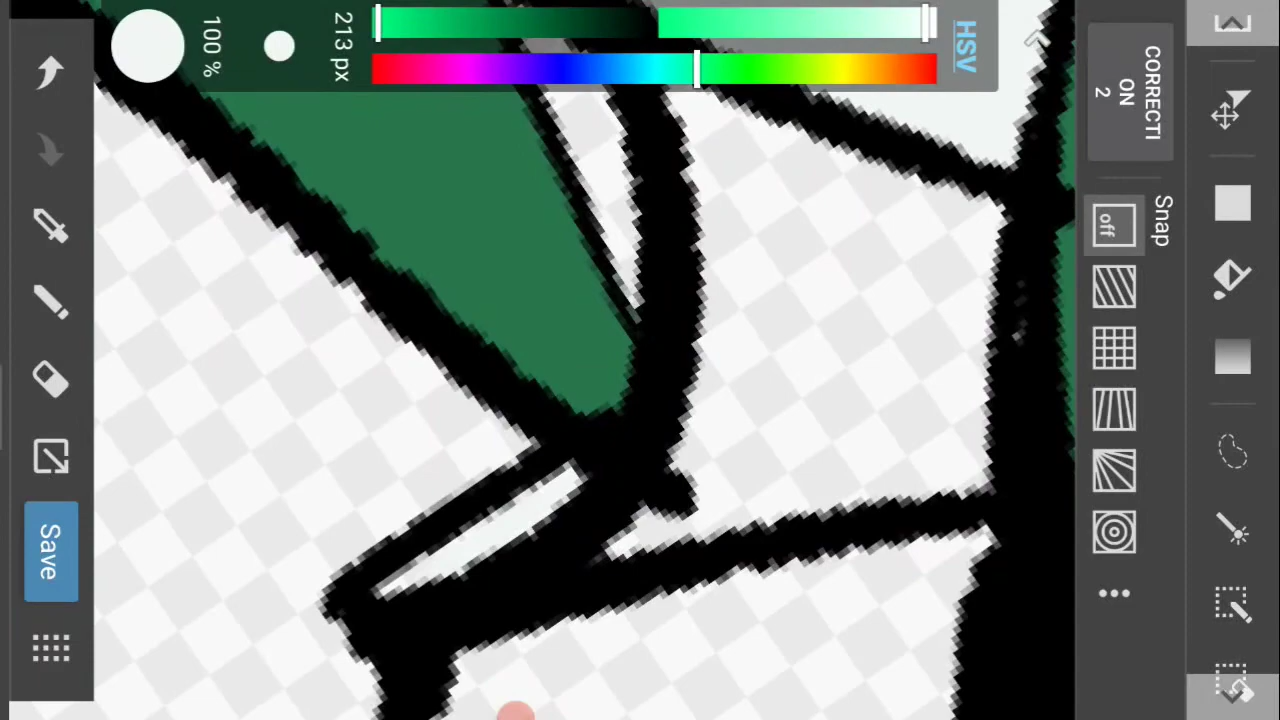 HSV
213 px
100 %
CORRECTI
ON
2
Snap
off
Save